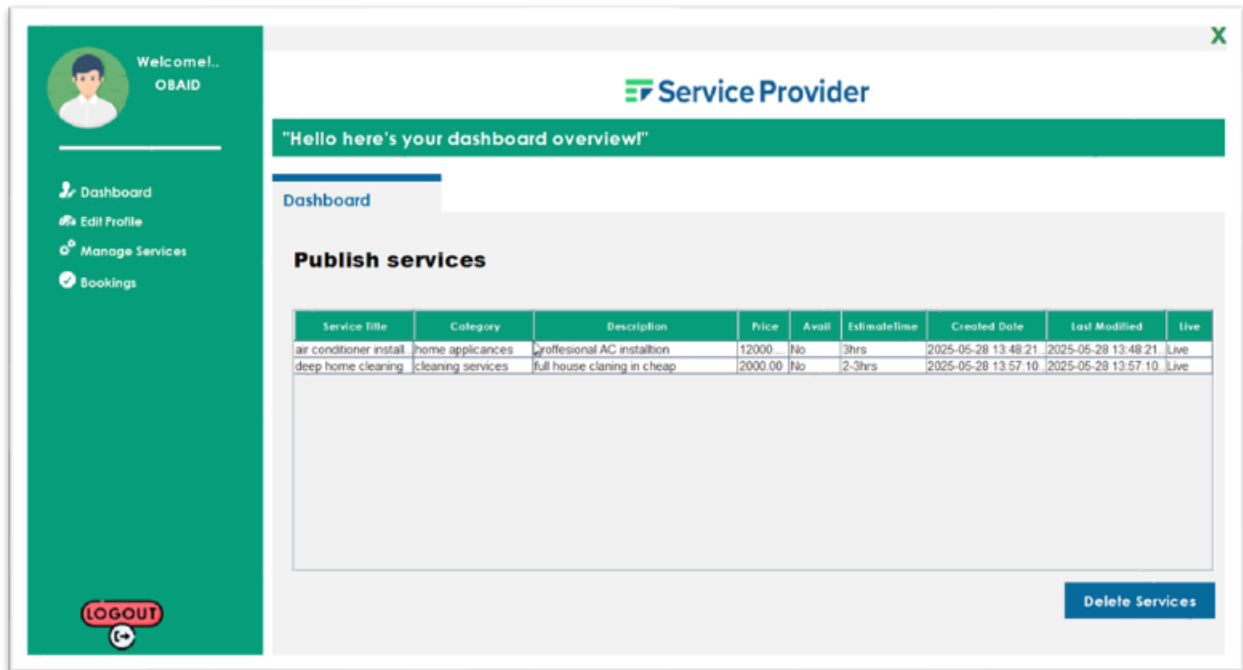 X
Welcome!..
OBAID
Service Provider
"Hello here's your dashboard overview!"
Dashboard
Edit Profile
Manage Services
Bookings
LOGOUT
Dashboard
Publish services
Service Title Category Description Price Avail EstimateTime Created Date Last Modified Live
air conditioner install... home applicances proffesional AC installtion 12000.... No 3hrs 2025-05-28 13:48:21... 2025-05-28 13:48:21... Live
deep home cleaning cleaning services full house claning in cheap 2000.00 No 2-3hrs 2025-05-28 13:57:10... 2025-05-28 13:57:10... Live
Delete Services